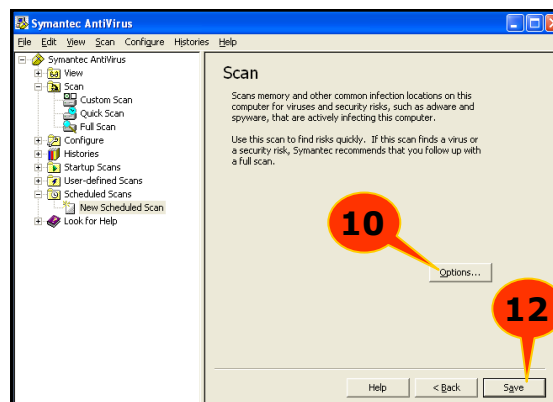 Symantec AntiVirus
File Edit View Scan Configure Histories Help
Symantec AntiVirus
View
Scan
Custom Scan
Quick Scan
Full Scan
Configure
Histories
Startup Scans
User-defined Scans
Scheduled Scans
New Scheduled Scan
Look for Help
Scan
Scans memory and other common infection locations on this
computer for viruses and security risks, such as adware and
spyware, that are actively infecting this computer.
Use this scan to find risks quickly. If this scan finds a virus or
a security risk, Symantec recommends that you follow up with
a full scan.
10
Options...
12
Help
< Back
Save